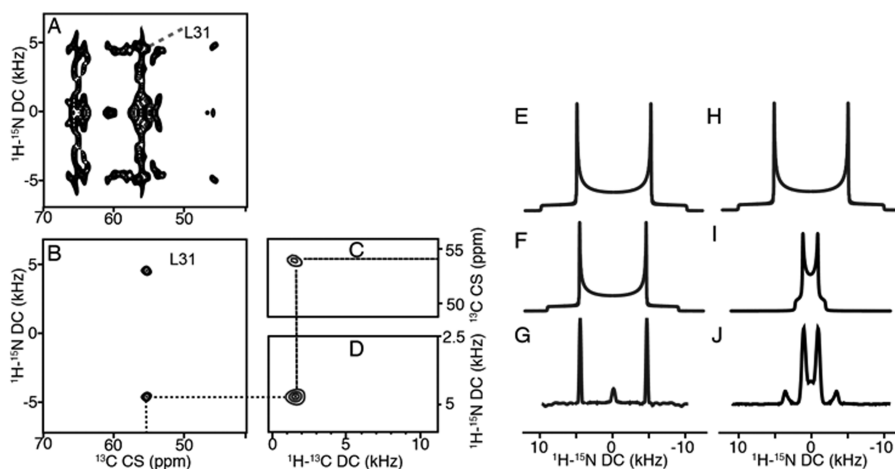 A
L31
5
0
-5
¹H-¹⁵N DC (kHz)
70 60 50
B
L31
5
0
-5
¹H-¹⁵N DC (kHz)
70 60 50
¹³C CS (ppm)
C
55
50
¹³C CS (ppm)
D
2.5
5
¹H-¹⁵N DC (kHz)
0 5 10
¹H-¹³C DC (kHz)
E
H
F
I
G
J
10 0 -10
¹H-¹⁵N DC (kHz)
10 0 -10
¹H-¹⁵N DC (kHz)